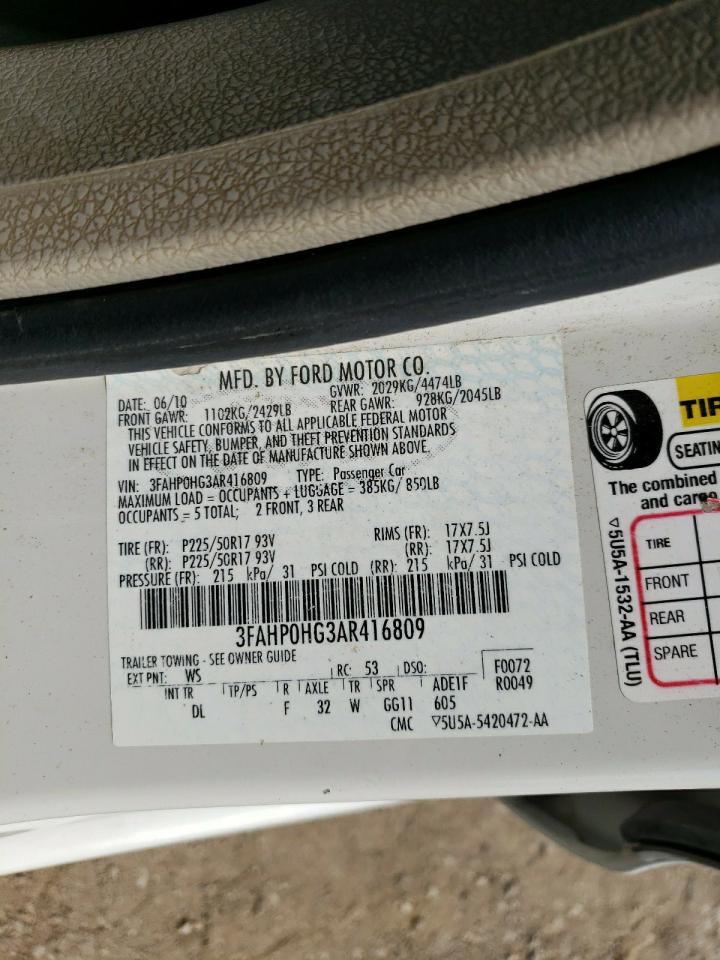 MFD. BY FORD MOTOR CO.
DATE: 06/10 GVWR: 2029KG/4474LB
FRONT GAWR: 1102KG/2429LB REAR GAWR: 928KG/2045LB
THIS VEHICLE CONFORMS TO ALL APPLICABLE FEDERAL MOTOR
VEHICLE SAFETY, BUMPER, AND THEFT PREVENTION STANDARDS
IN EFFECT ON THE DATE OF MANUFACTURE SHOWN ABOVE.
VIN: 3FAHP0HG3AR416809 TYPE: Passenger Car
MAXIMUM LOAD = OCCUPANTS + LUGGAGE = 385KG/ 850LB
OCCUPANTS = 5 TOTAL; 2 FRONT, 3 REAR
TIRE (FR): P225/50R17 93V RIMS (FR): 17X7.5J
(RR): P225/50R17 93V (RR): 17X7.5J
PRESSURE (FR): 215 kPa/ 31 PSI COLD (RR): 215 kPa/ 31 PSI COLD
3FAHP0HG3AR416809
TRAILER TOWING - SEE OWNER GUIDE
EXT PNT: WS RC: 53 DSO: F0072
INT TR TP/PS R AXLE TR SPR ADE1F R0049
DL F 32 W GG11 605
CMC ▽5U5A-5420472-AA
TIR
SEATIN
The combined
and cargo
TIRE
FRONT
REAR
SPARE
▽5U5A-1532-AA (TLU)